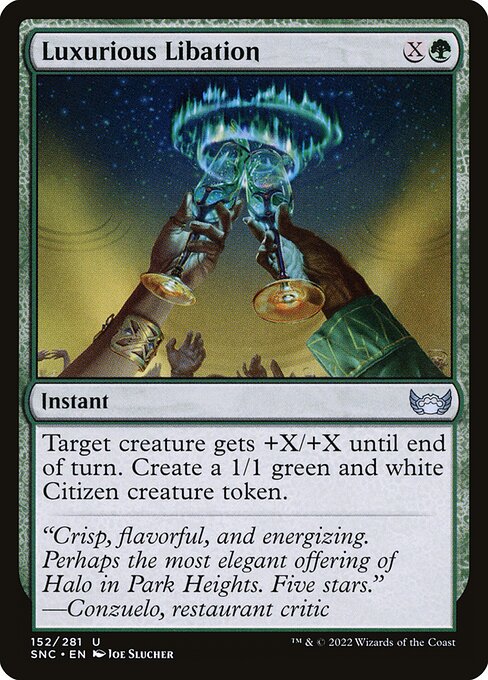 Luxurious Libation X
Instant
Target creature gets +X/+X until end
of turn. Create a 1/1 green and white
Citizen creature token.
“Crisp, flavorful, and energizing.
Perhaps the most elegant offering of
Halo in Park Heights. Five stars.”
—Conzuelo, restaurant critic
152/281 U
SNC • EN Joe Slucher
™ & © 2022 Wizards of the Coast